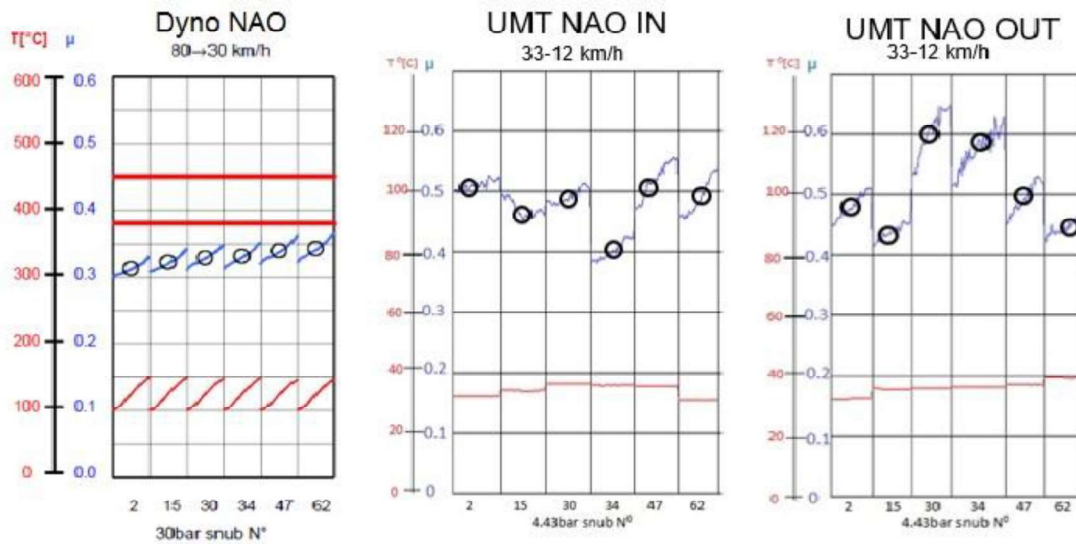 Dyno NAO
80→30 km/h
T[°C] μ
600 0.6
500 0.5
400 0.4
300 0.3
200 0.2
100 0.1
0 0.0
2 15 30 34 47 62
30bar snub N°
UMT NAO IN
33-12 km/h
T °[C] μ
120 0.6
100 0.5
80 0.4
60 0.3
40 0.2
20 0.1
0 0
2 15 30 34 47 62
4.43bar snub N⁰
UMT NAO OUT
33-12 km/h
T °[C] μ
120 0.6
100 0.5
80 0.4
60 0.3
40 0.2
20 0.1
0 0
2 15 30 34 47 62
4.43bar snub N⁰